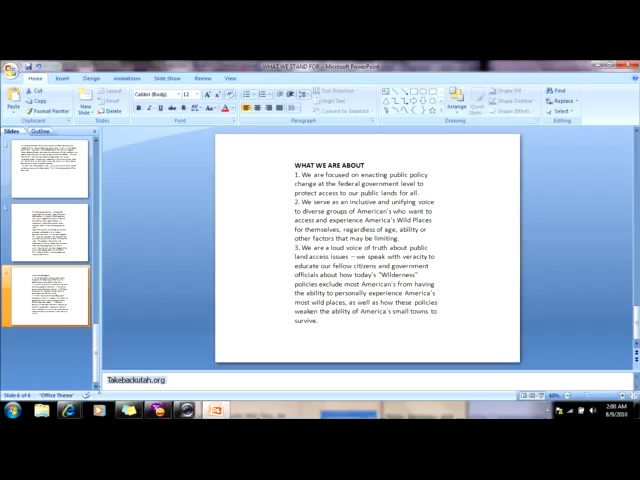 WHAT WE STAND FOR - Microsoft PowerPoint
Home Insert Design Animations Slide Show Review View
Cut
Copy
Format Painter
Paste
Clipboard
New Slide
Layout
Reset
Delete
Slides
Calibri (Body) 12
Font
Text Direction
Align Text
Convert to SmartArt
Paragraph
Arrange
Quick Styles
Shape Fill
Shape Outline
Shape Effects
Drawing
Find
Replace
Select
Editing
Slides Outline
WHAT WE ARE ABOUT
1. We are focused on enacting public policy
change at the federal government level to
protect access to our public lands for all.
2. We serve as an inclusive and unifying voice
to diverse groups of American's who want to
access and experience America's Wild Places
for themselves, regardless of age, ability or
other factors that may be limiting.
3. We are a loud voice of truth about public
land access issues – we speak with veracity to
educate our fellow citizens and government
officials about how today's "Wilderness"
policies exclude most American's from having
the ability to personally experience America's
most wild places, as well as how these policies
weaken the ability of America's small towns to
survive.
Takebackutah.org
Slide 6 of 6 "Office Theme"
2:00 AM
8/9/2010